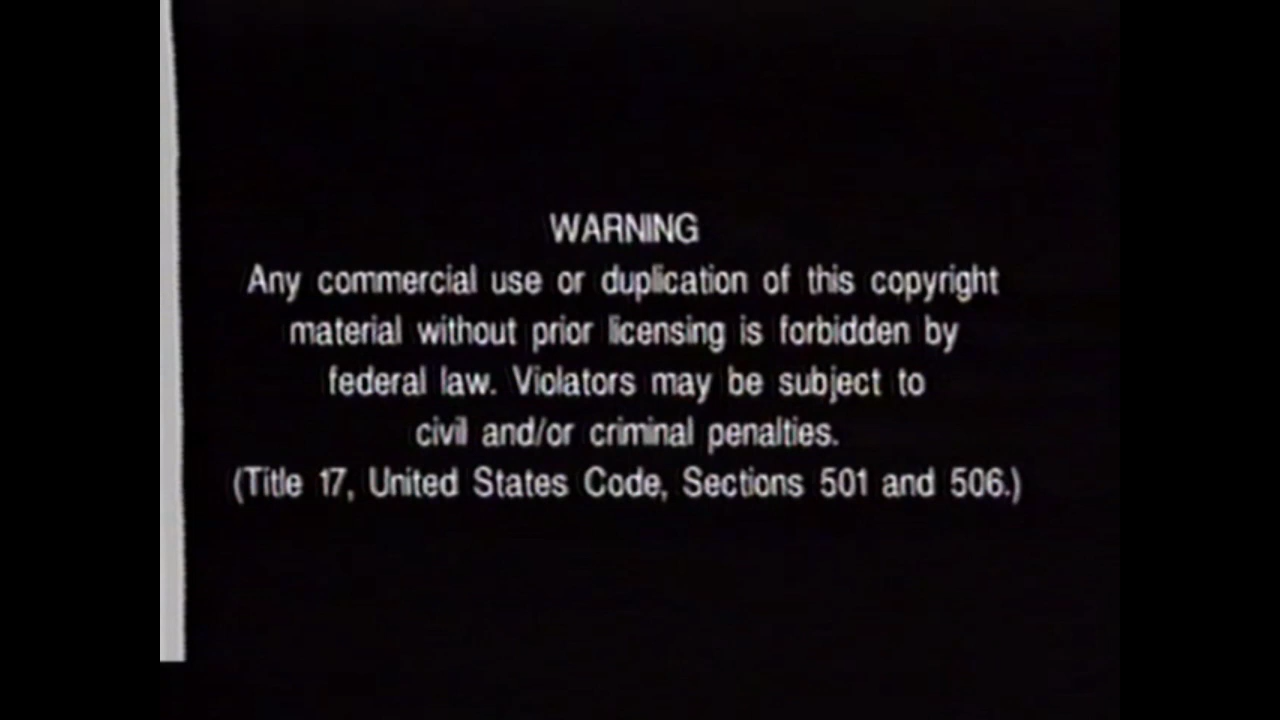 WARNING
Any commercial use or duplication of this copyright
material without prior licensing is forbidden by
federal law. Violators may be subject to
civil and/or criminal penalties.
(Title 17, United States Code, Sections 501 and 506.)